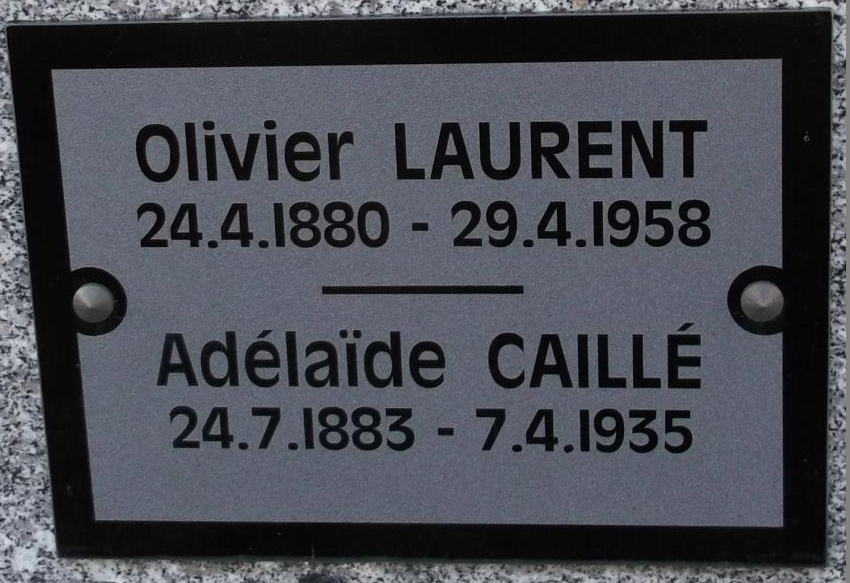 Olivier LAURENT
24.4.1880 - 29.4.1958
Adélaïde CAILLÉ
24.7.1883 - 7.4.1935